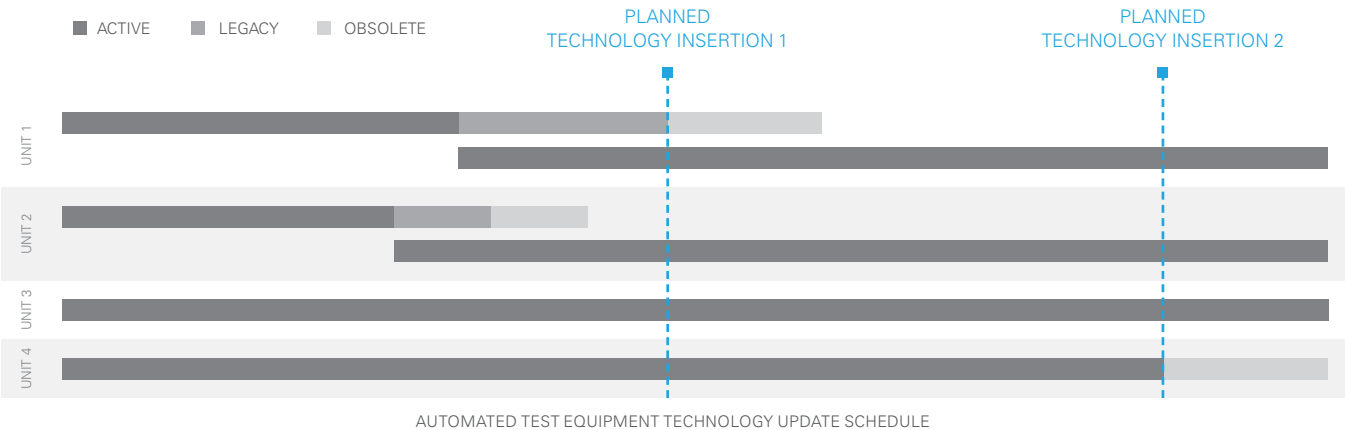 ACTIVE
LEGACY
OBSOLETE
PLANNED
TECHNOLOGY INSERTION 1
PLANNED
TECHNOLOGY INSERTION 2
UNIT 1
UNIT 2
UNIT 3
UNIT 4
AUTOMATED TEST EQUIPMENT TECHNOLOGY UPDATE SCHEDULE